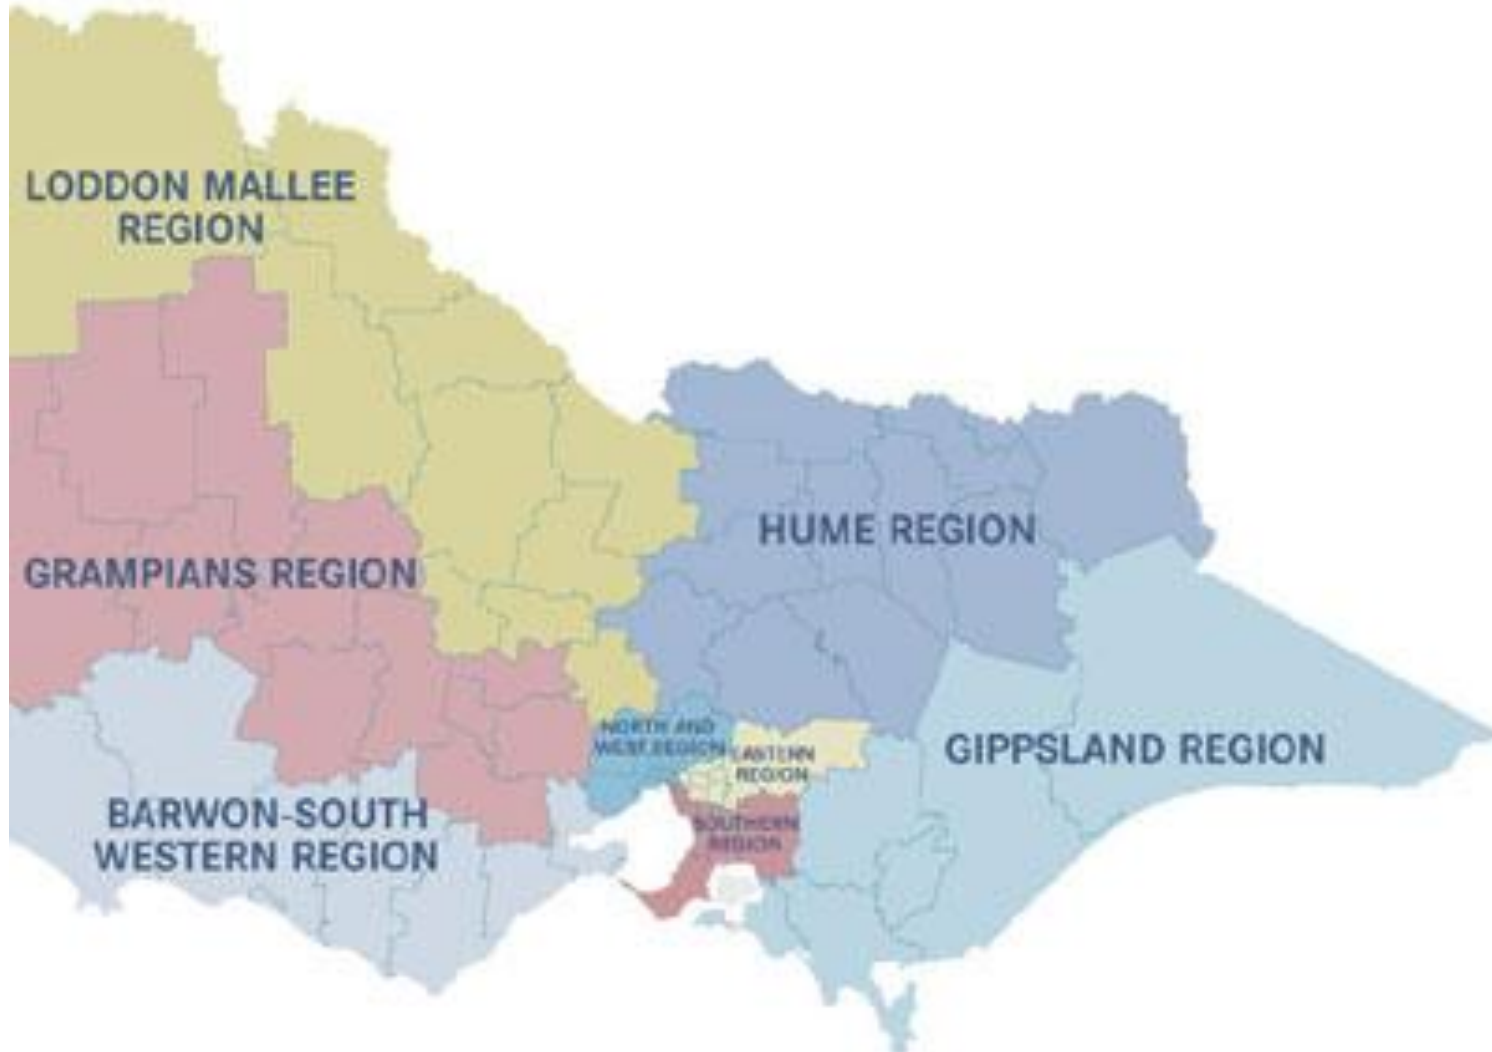 LODDON MALLEE
REGION
GRAMPIANS REGION
HUME REGION
NORTH AND
WEST REGION
EASTERN
REGION
GIPPSLAND REGION
BARWON-SOUTH
WESTERN REGION
SOUTHERN
REGION